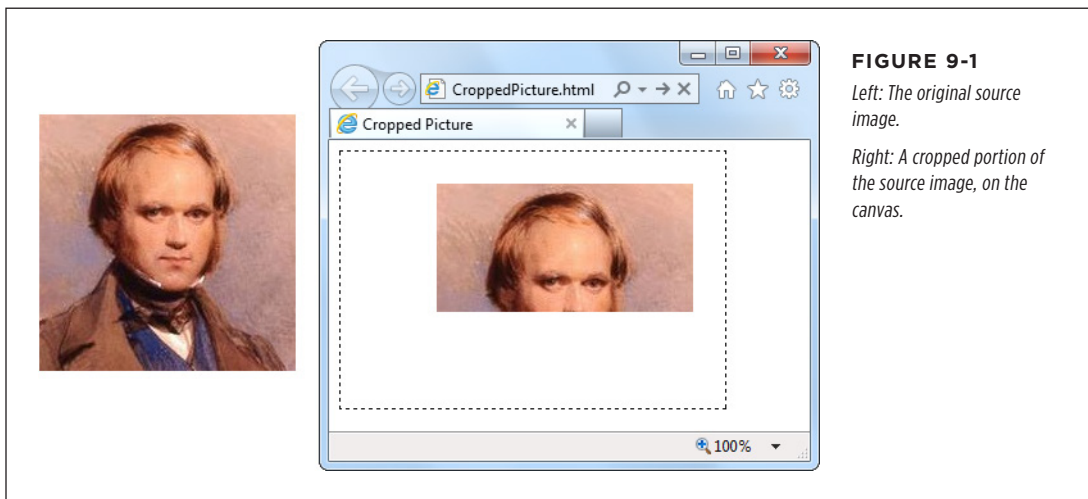 CroppedPicture.html
Cropped Picture
100%
FIGURE 9-1
Left: The original source
image.
Right: A cropped portion of
the source image, on the
canvas.